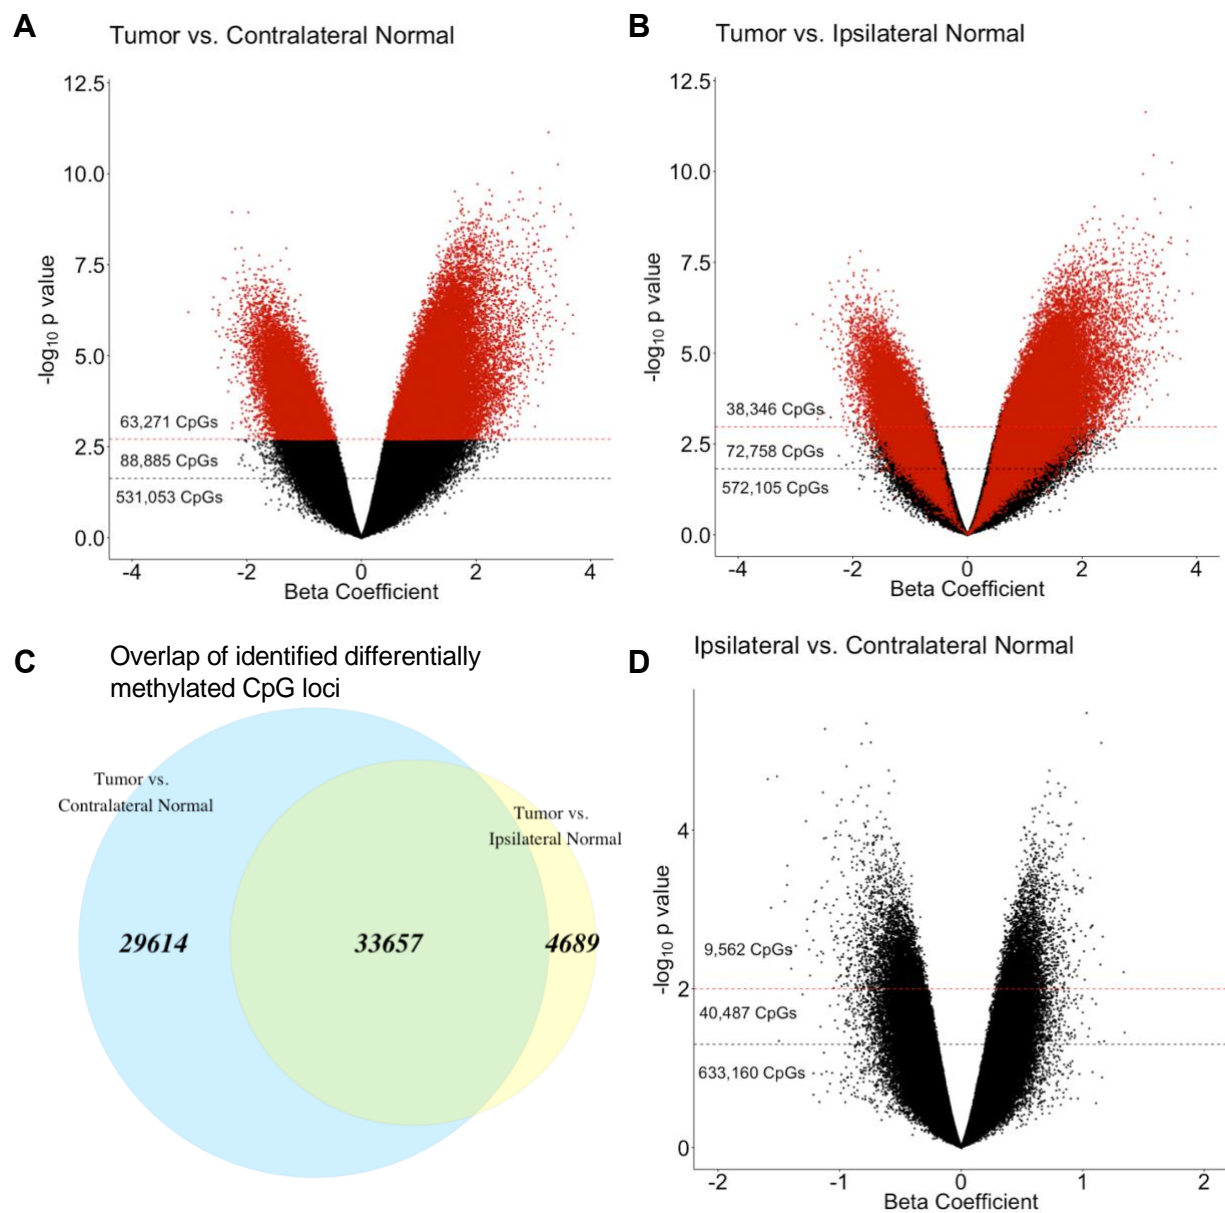 A
Tumor vs. Contralateral Normal
12.5
10.0
7.5
5.0
2.5
0.0
-log10 p value
63,271 CpGs
88,885 CpGs
531,053 CpGs
-4 -2 0 2 4
Beta Coefficient
B
Tumor vs. Ipsilateral Normal
12.5
10.0
7.5
5.0
2.5
0.0
-log10 p value
38,346 CpGs
72,758 CpGs
572,105 CpGs
-4 -2 0 2 4
Beta Coefficient
C
Overlap of identified differentially
methylated CpG loci
Tumor vs.
Contralateral Normal
Tumor vs.
Ipsilateral Normal
29614 33657 4689
D
Ipsilateral vs. Contralateral Normal
4
2
0
-log10 p value
9,562 CpGs
40,487 CpGs
633,160 CpGs
-2 -1 0 1 2
Beta Coefficient